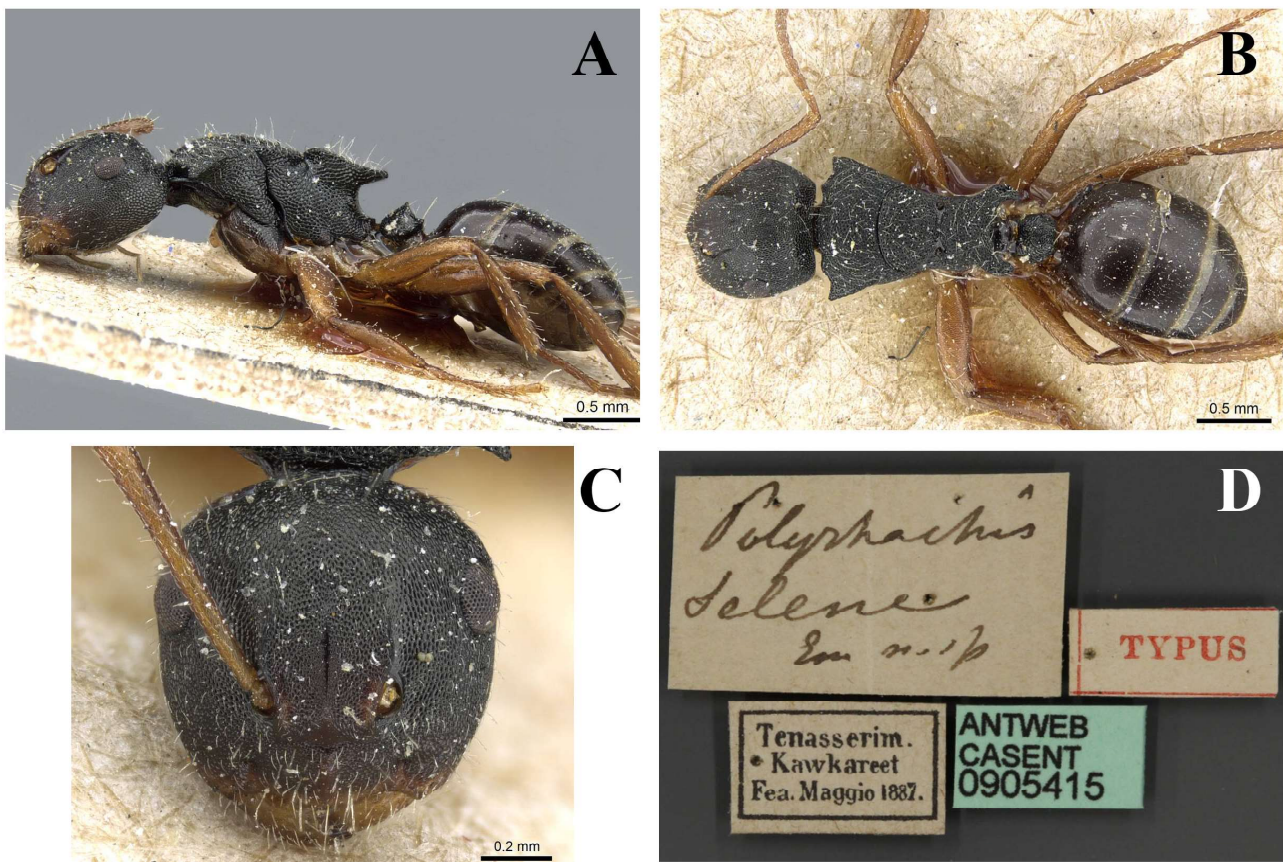 A
0.5 mm
B
0.5 mm
C
0.2 mm
D
Polyrhachis
Selene
Em n. sp
TYPUS
Tenasserim.
Kawkareet
Fea. Maggio 1887.
ANTWEB
CASENT
0905415